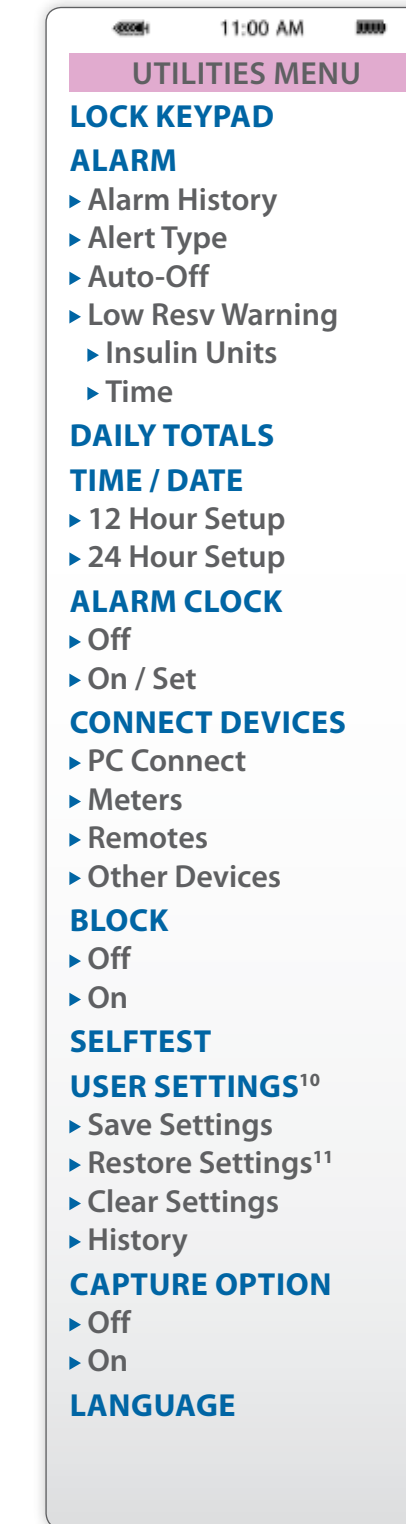 11:00 AM
UTILITIES MENU
LOCK KEYPAD
ALARM
▸ Alarm History
▸ Alert Type
▸ Auto-Off
▸ Low Resv Warning
▸ Insulin Units
▸ Time
DAILY TOTALS
TIME / DATE
▸ 12 Hour Setup
▸ 24 Hour Setup
ALARM CLOCK
▸ Off
▸ On / Set
CONNECT DEVICES
▸ PC Connect
▸ Meters
▸ Remotes
▸ Other Devices
BLOCK
▸ Off
▸ On
SELFTEST
USER SETTINGS¹⁰
▸ Save Settings
▸ Restore Settings¹¹
▸ Clear Settings
▸ History
CAPTURE OPTION
▸ Off
▸ On
LANGUAGE